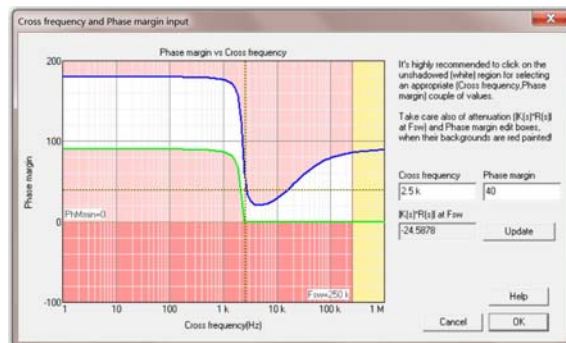 Cross frequency and Phase margin input
Phase margin vs Cross frequency
200
100
0
-100
Phase margin
PhMmin=0
Fsw=250 k
1
10
100
1 k
10 k
100 k
1 M
Cross frequency(Hz)
It's highly recommended to click on the
unshadowed (white) region for selecting
an appropriate (Cross frequency,Phase
margin) couple of values.
Take care also of attenuation (|K(s)*R(s)|
at Fsw) and Phase margin edit boxes,
when their backgrounds are red painted!
Cross frequency
Phase margin
2.5 k
40
|K(s)*R(s)| at Fsw
-24.5878
Update
Help
Cancel
OK